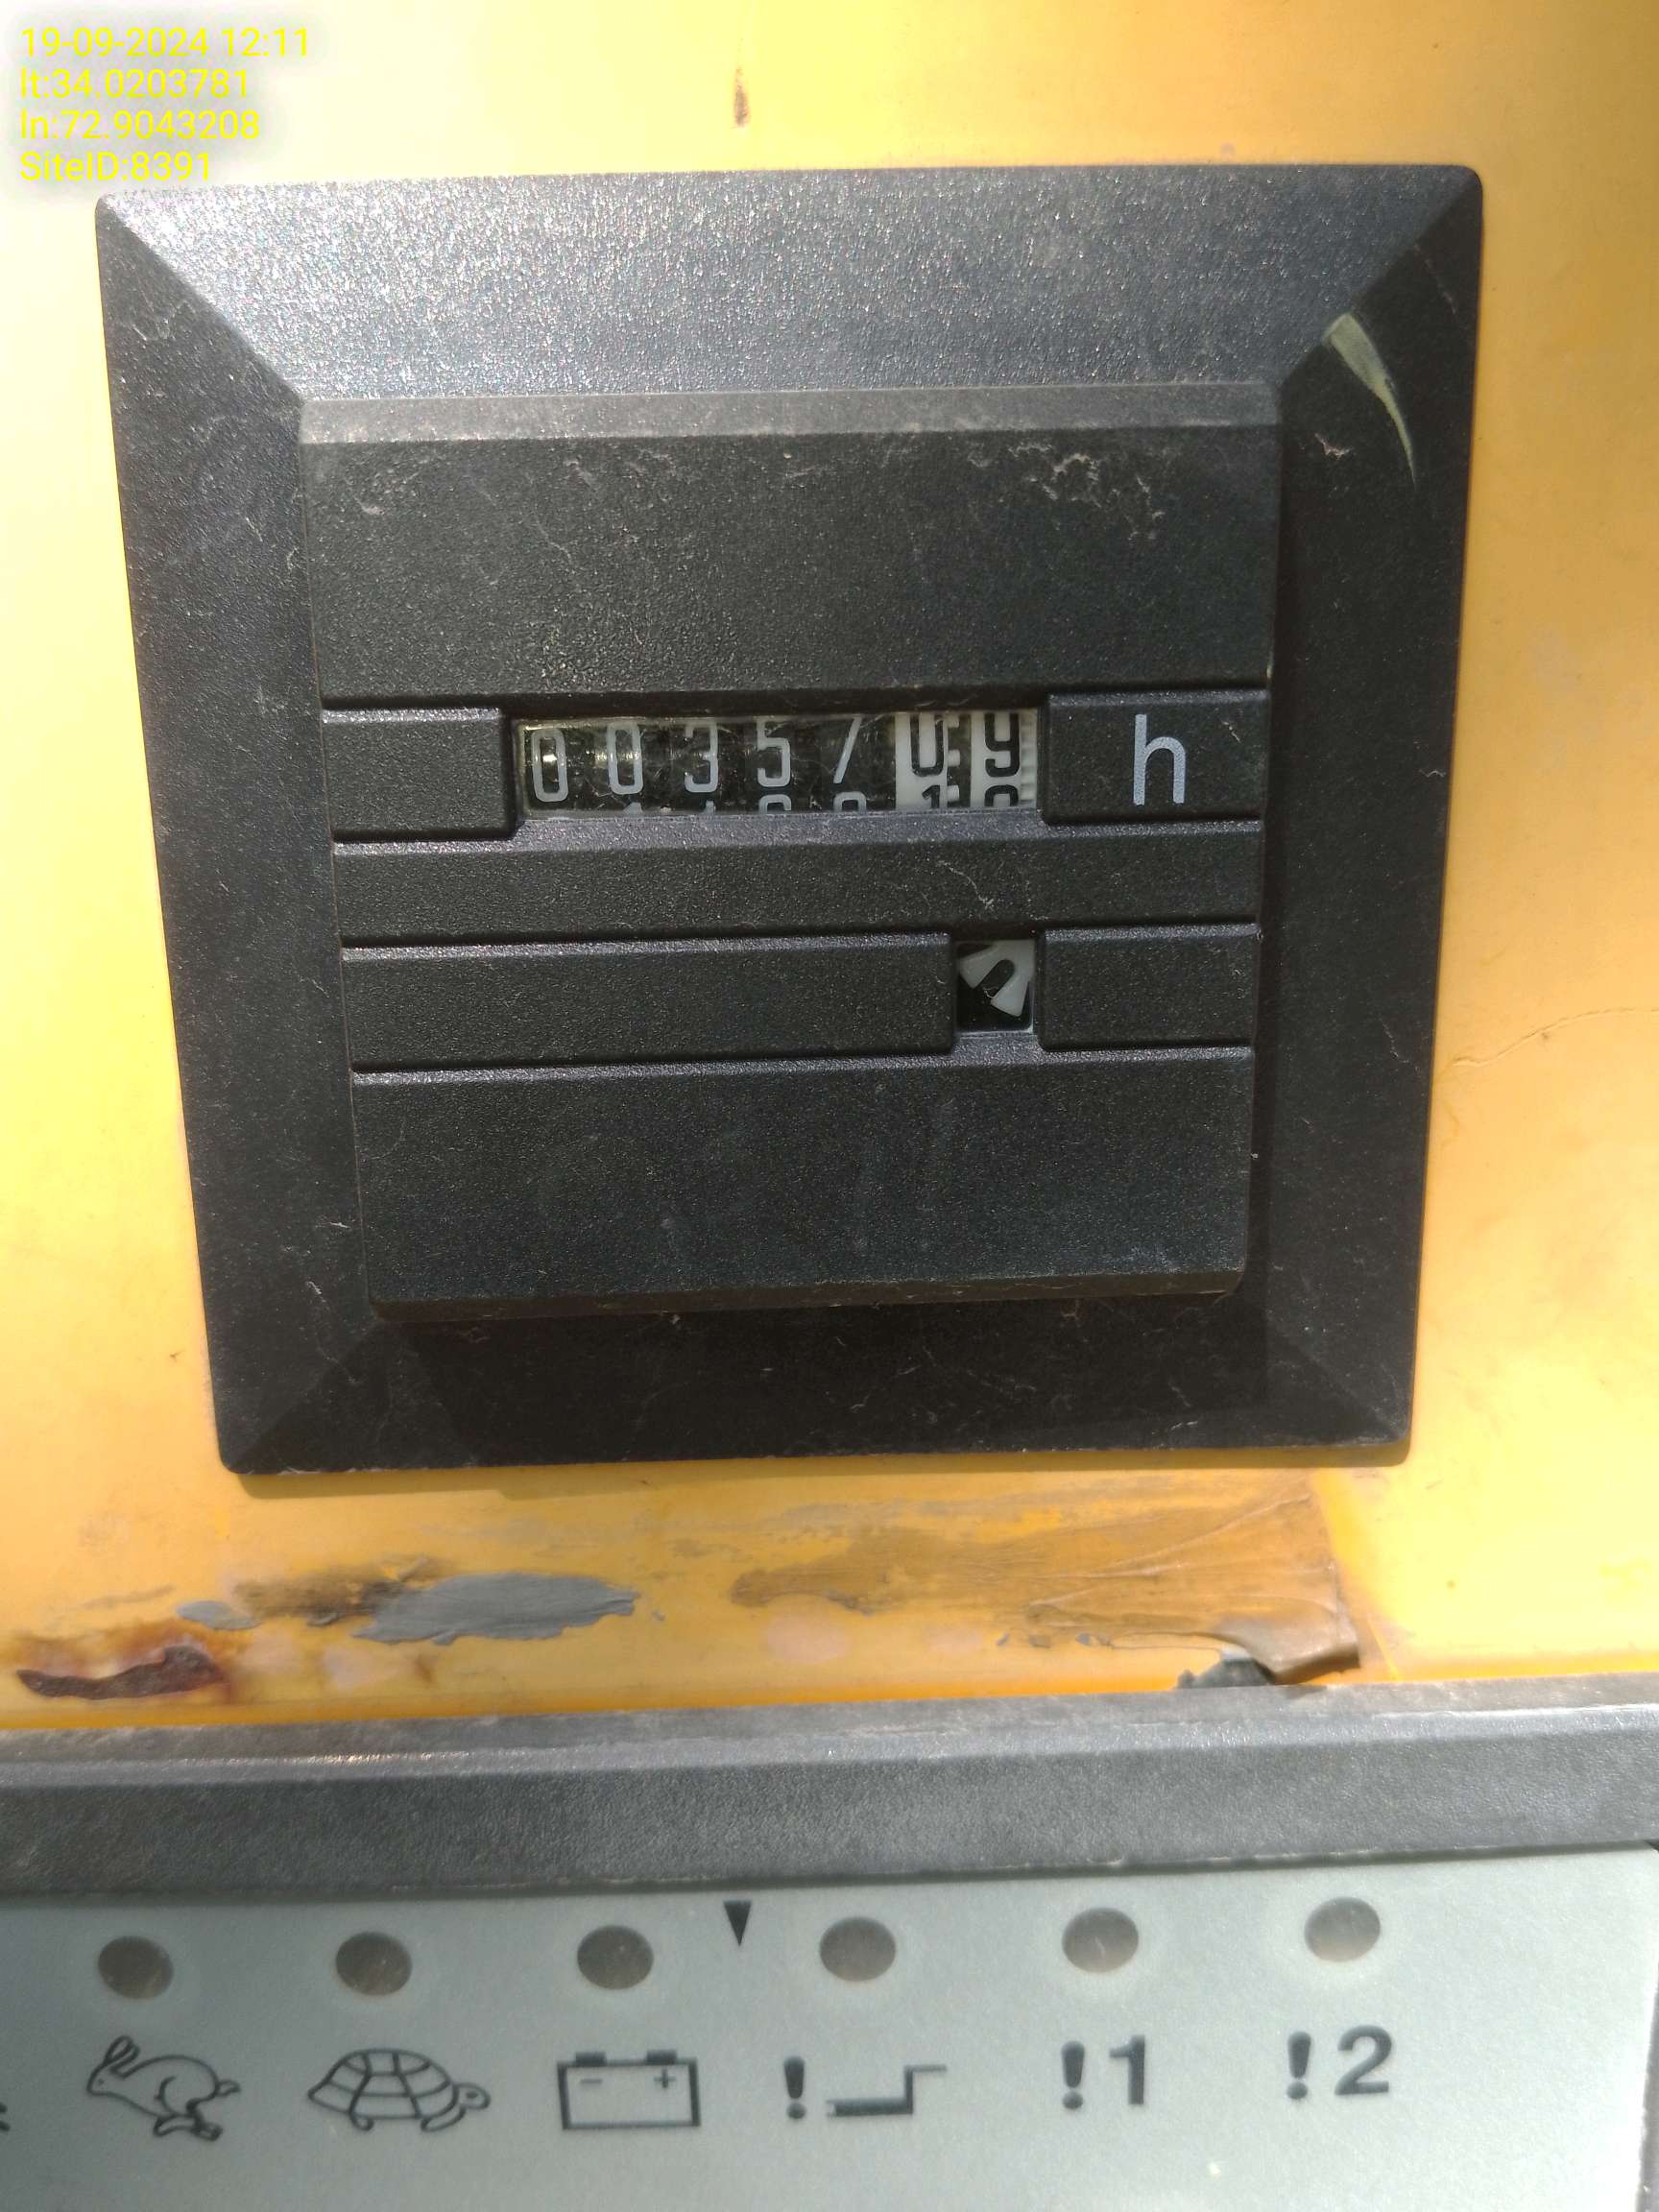 19-09-2024 12:11
lt:34.0203781
ln:72.9043208
SiteID:8391
0035709 h
!
!1
!2